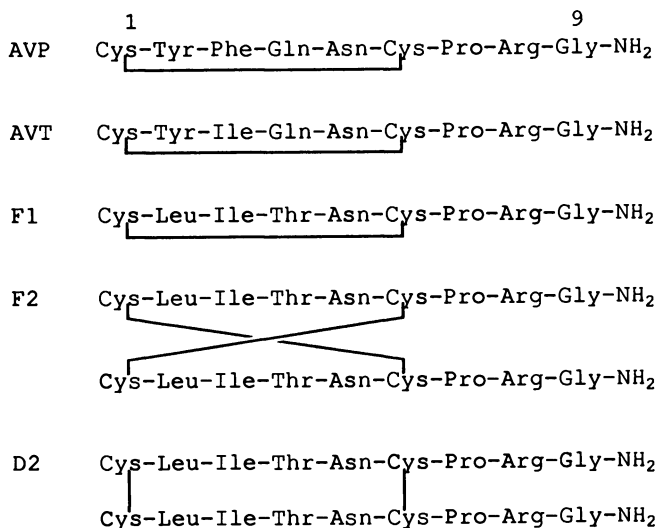 1 9
AVP Cys-Tyr-Phe-Gln-Asn-Cys-Pro-Arg-Gly-NH₂
AVT Cys-Tyr-Ile-Gln-Asn-Cys-Pro-Arg-Gly-NH₂
F1 Cys-Leu-Ile-Thr-Asn-Cys-Pro-Arg-Gly-NH₂
F2 Cys-Leu-Ile-Thr-Asn-Cys-Pro-Arg-Gly-NH₂
Cys-Leu-Ile-Thr-Asn-Cys-Pro-Arg-Gly-NH₂
D2 Cys-Leu-Ile-Thr-Asn-Cys-Pro-Arg-Gly-NH₂
Cys-Leu-Ile-Thr-Asn-Cys-Pro-Arg-Gly-NH₂